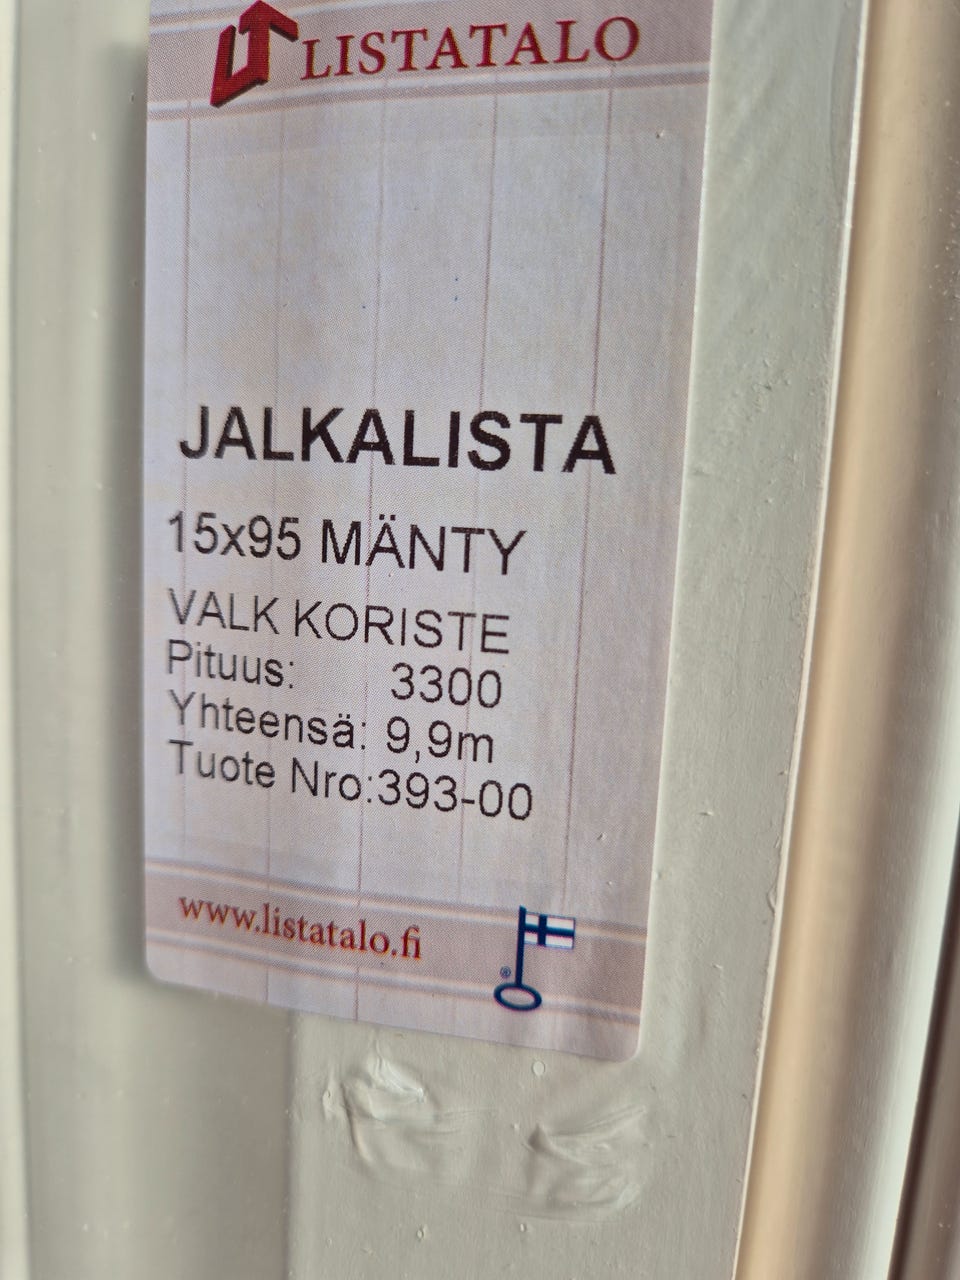 LISTATALO
JALKALISTA
15x95 MÄNTY
VALK KORISTE
Pituus: 3300
Yhteensä: 9,9m
Tuote Nro:393-00
www.listatalo.fi
®